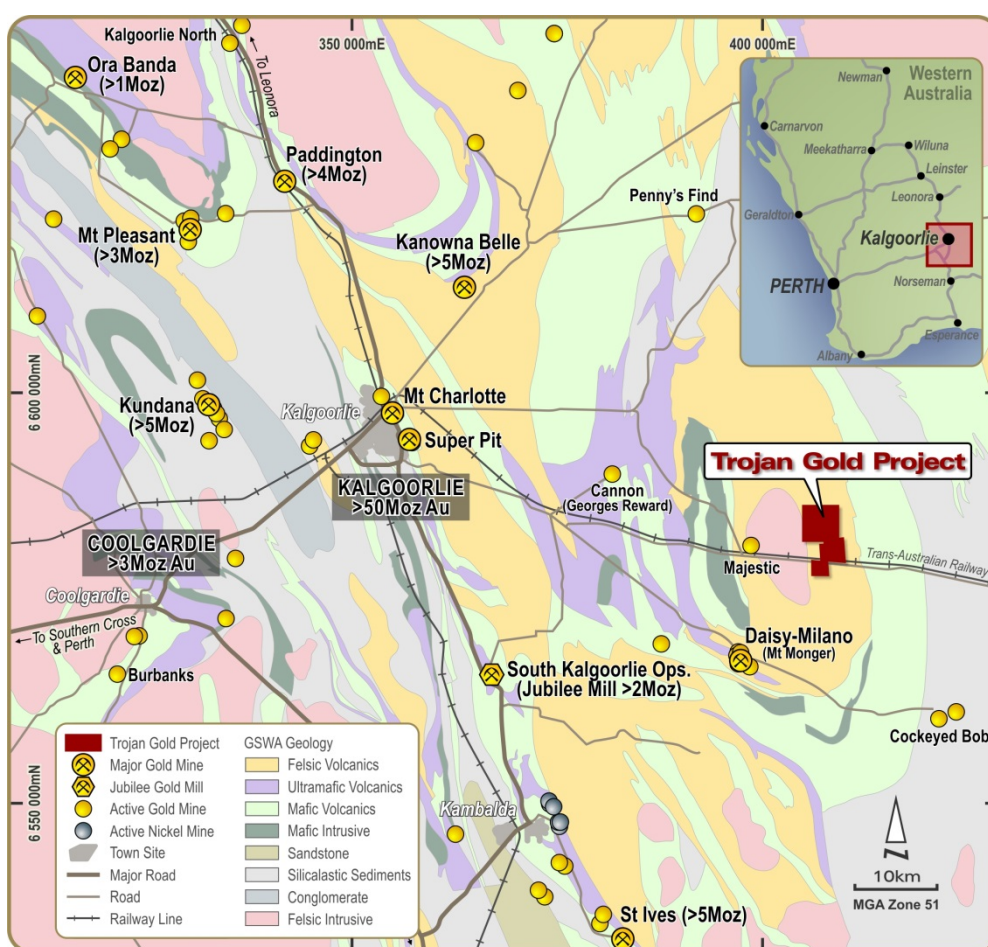 Kalgoorlie North
To Leonora
350 000mE
400 000mE
Ora Banda
(>1Moz)
Paddington
(>4Moz)
Mt Pleasant
(>3Moz)
Kanowna Belle
(>5Moz)
Penny's Find
Western
Australia
Newman
Carnarvon
Meekatharra
Wiluna
Leinster
Leonora
Geraldton
Kalgoorlie
PERTH
Norseman
Esperance
Albany
6 600 000mN
Kundana
(>5Moz)
Kalgoorlie
Mt Charlotte
Super Pit
KALGOORLIE
>50Moz Au
Trojan Gold Project
Cannon
(Georges Reward)
Majestic
Trans-Australian Railway
COOLGARDIE
>3Moz Au
Coolgardie
To Southern Cross
& Perth
Burbanks
Daisy-Milano
(Mt Monger)
South Kalgoorlie Ops.
(Jubilee Mill >2Moz)
Cockeyed Bob
6 550 000mN
Kambalda
St Ives (>5Moz)
Trojan Gold Project
Major Gold Mine
Jubilee Gold Mill
Active Gold Mine
Active Nickel Mine
Town Site
Major Road
Road
Railway Line
GSWA Geology
Felsic Volcanics
Ultramafic Volcanics
Mafic Volcanics
Mafic Intrusive
Sandstone
Silicalastic Sediments
Conglomerate
Felsic Intrusive
N
10km
MGA Zone 51